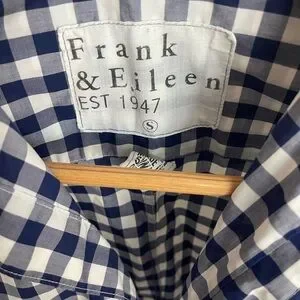 Frank
& Eileen
EST 1947
S